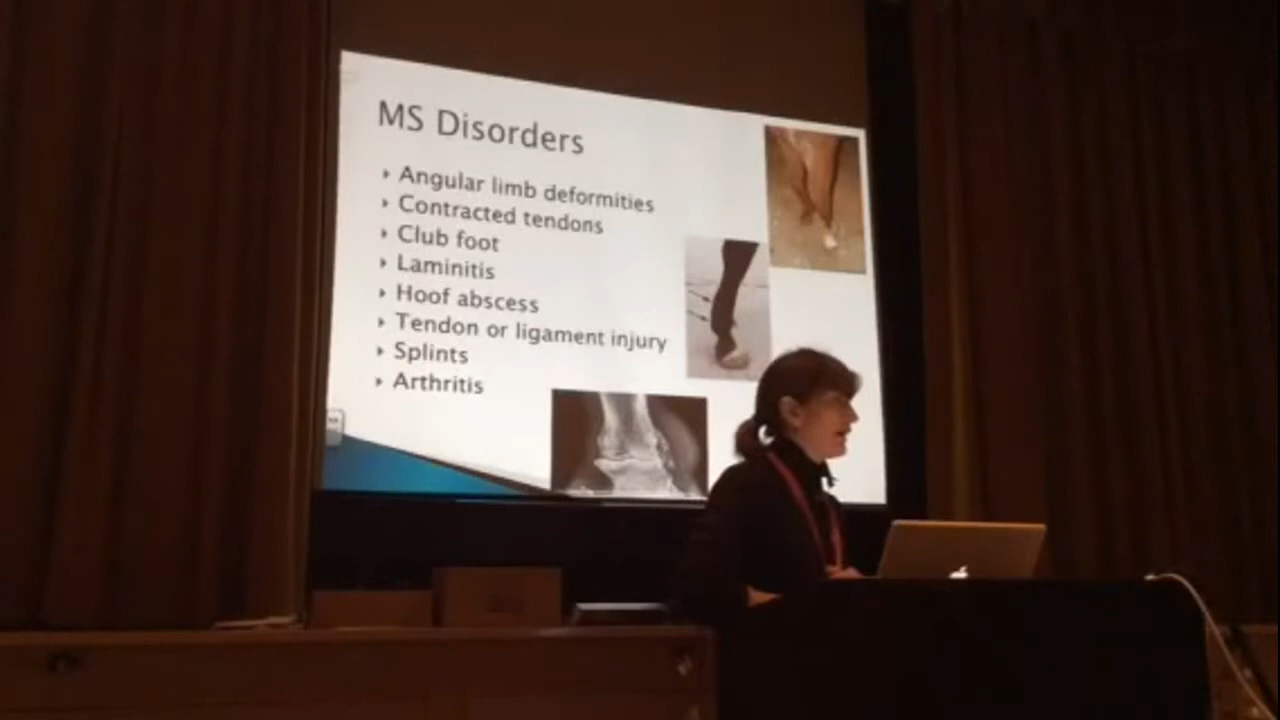 MS Disorders
Angular limb deformities
Contracted tendons
Club foot
Laminitis
Hoof abscess
Tendon or ligament injury
Splints
Arthritis